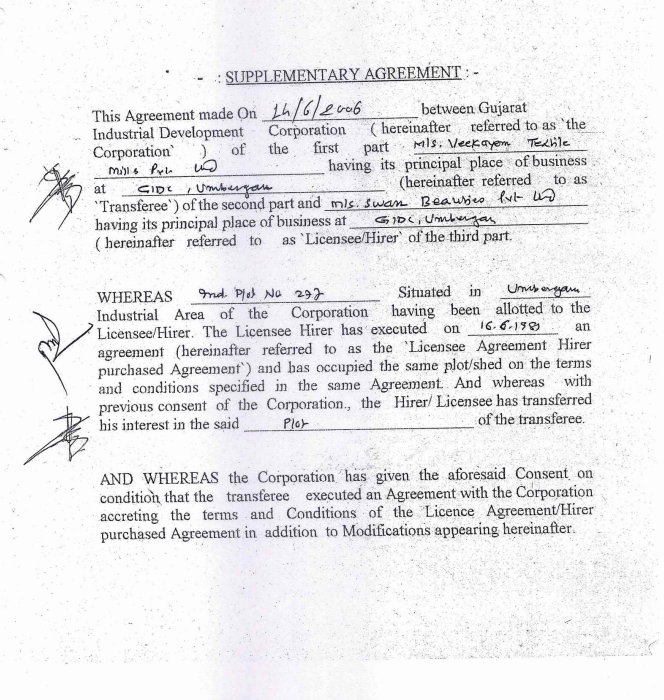 - : SUPPLEMENTARY AGREEMENT : -
This Agreement made On 14/6/2006 between Gujarat
Industrial Development Corporation ( hereinafter referred to as `the
Corporation` ) of the first part M/s. Veekayem Textile
Mills Pvt. Ltd having its principal place of business
at GIDC, Umbergam (hereinafter referred to as
`Transferee`) of the second part and m/s. Swan Pvt Ltd
having its principal place of business at GIDC, Umbergam
( hereinafter referred to as `Licensee/Hirer` of the third part.
WHEREAS Ind. Plot No Situated in Umbergam
Industrial Area of the Corporation having been allotted to the
Licensee/Hirer. The Licensee Hirer has executed on an
agreement (hereinafter referred to as the `Licensee Agreement Hirer
purchased Agreement`) and has occupied the same plot/shed on the terms
and conditions specified in the same Agreement. And whereas with
previous consent of the Corporation., the Hirer/ Licensee has transferred
his interest in the said Plot of the transferee.
AND WHEREAS the Corporation has given the aforesaid Consent on
condition that the transferee executed an Agreement with the Corporation
accreting the terms and Conditions of the Licence Agreement/Hirer
purchased Agreement in addition to Modifications appearing hereinafter.